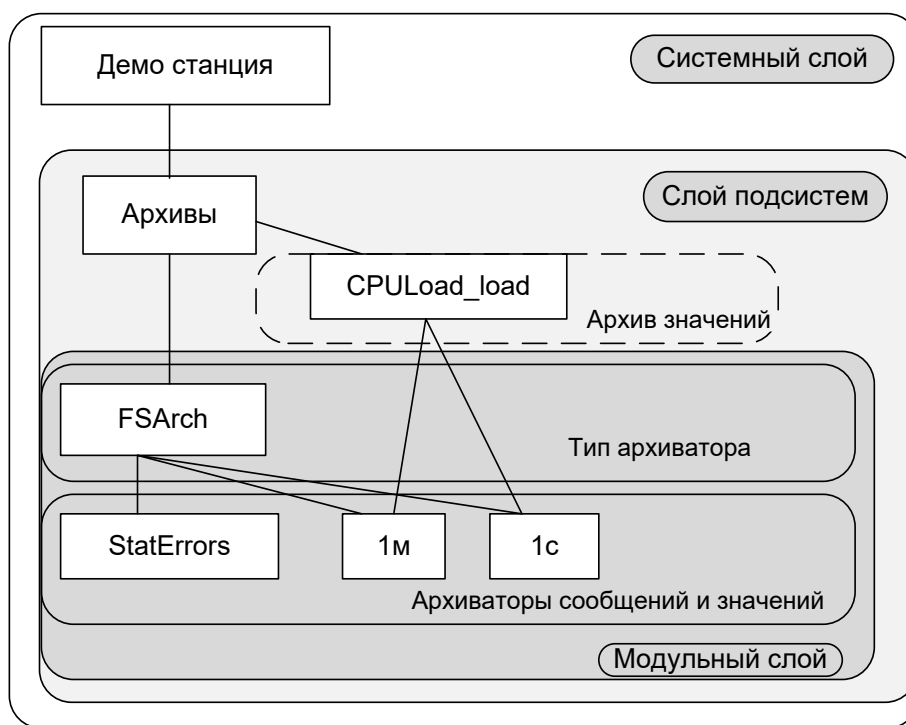 Демо станция
Системный слой
Слой подсистем
Архивы
CPULoad_load
Архив значений
FSArch
Тип архиватора
StatErrors
1м
1с
Архиваторы сообщений и значений
Модульный слой